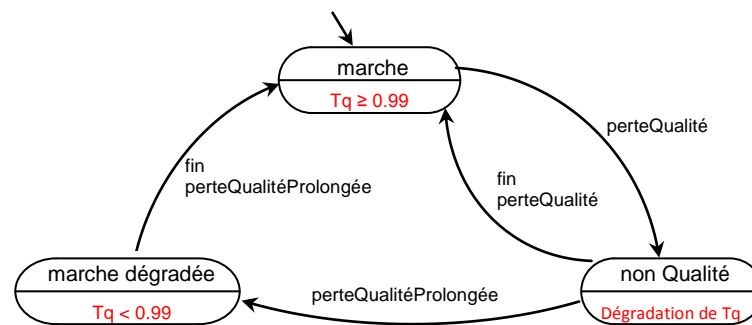 marche
Tq ≥ 0.99
perteQualité
fin
perteQualitéProlongée
fin
perteQualité
marche dégradée
Tq < 0.99
perteQualitéProlongée
non Qualité
Dégradation de Tq